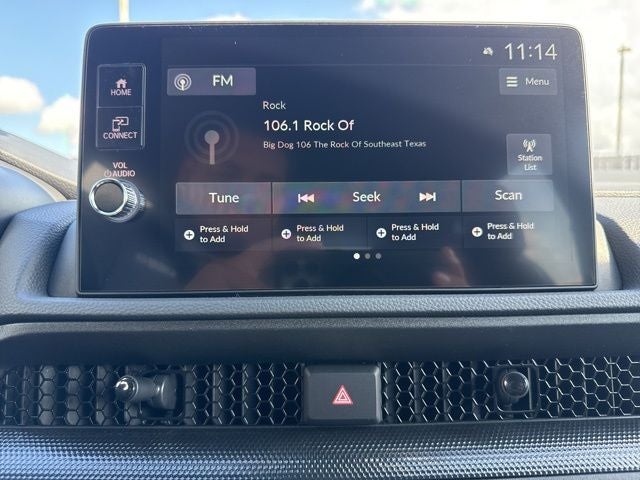 11:14
HOME
FM
Menu
Rock
106.1 Rock Of
Big Dog 106 The Rock Of Southeast Texas
CONNECT
Station
List
VOL
AUDIO
Tune
Seek
Scan
Press & Hold
to Add
Press & Hold
to Add
Press & Hold
to Add
Press & Hold
to Add